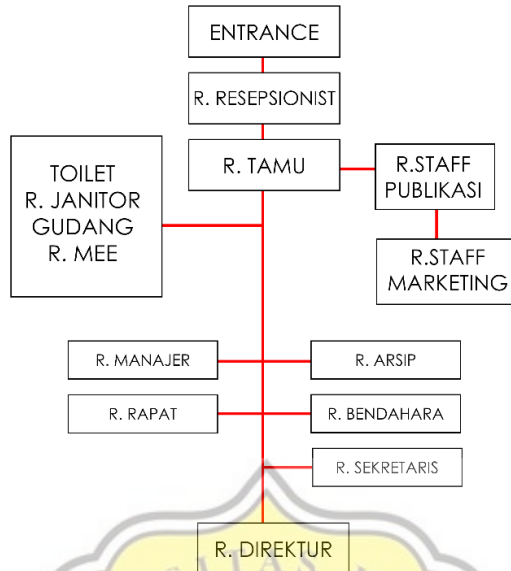 ENTRANCE
R. RESEPSIONIST
R. TAMU
TOILET
R. JANITOR
GUDANG
R. MEE
R.STAFF
PUBLIKASI
R.STAFF
MARKETING
R. MANAJER
R. ARSIP
R. RAPAT
R. BENDAHARA
R. SEKRETARIS
R. DIREKTUR